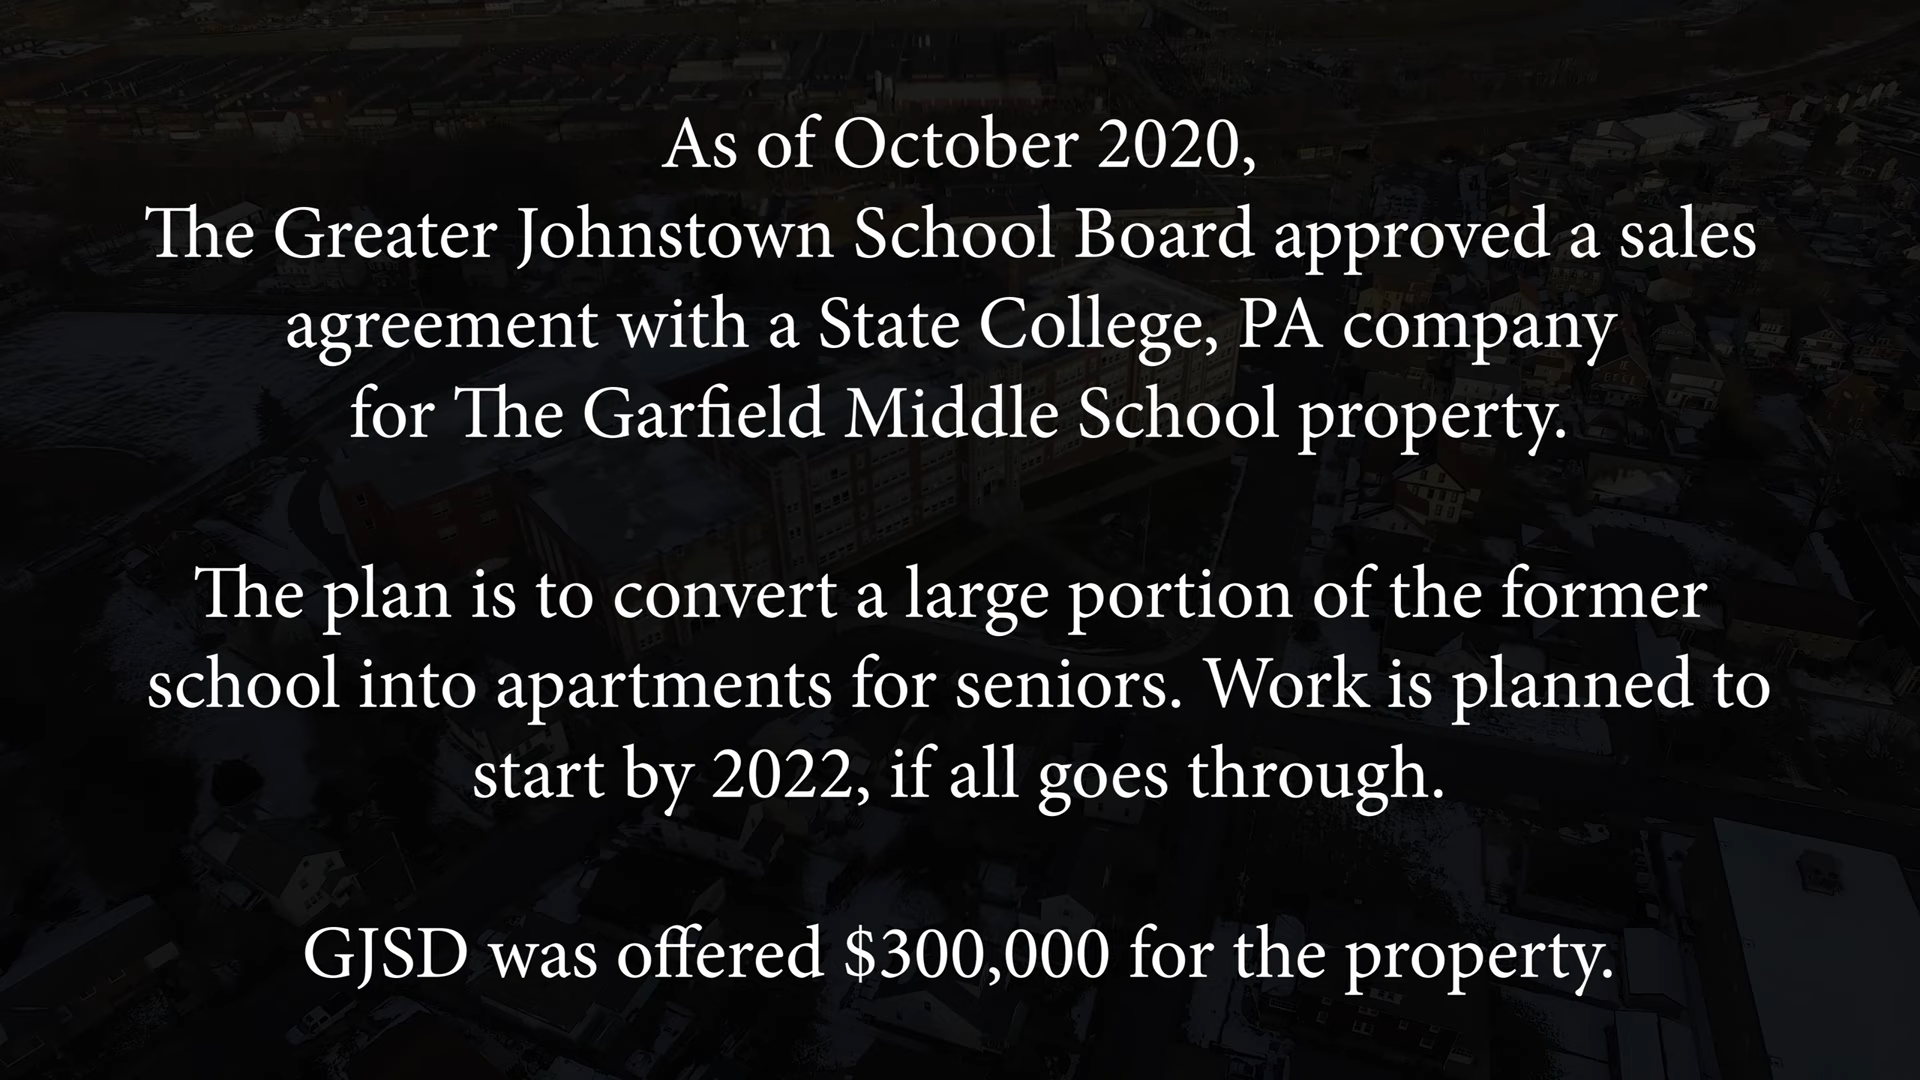 As of October 2020,
The Greater Johnstown School Board approved a sales
agreement with a State College, PA company
for The Garfield Middle School property.
The plan is to convert a large portion of the former
school into apartments for seniors. Work is planned to
start by 2022, if all goes through.
GJSD was offered $300,000 for the property.